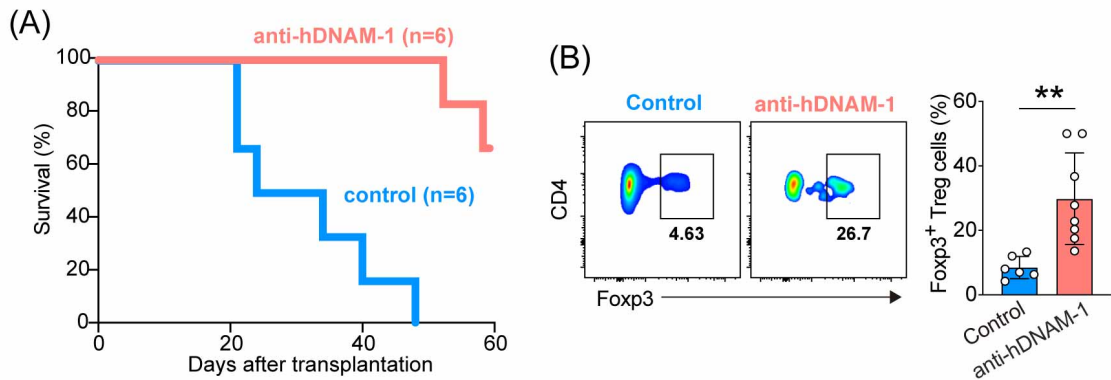 (A)
anti-hDNAM-1 (n=6)
100
80
60
40
20
0
Survival (%)
control (n=6)
0
20
40
60
Days after transplantation
(B)
Control
anti-hDNAM-1
CD4
4.63
26.7
Foxp3
**
Foxp3+ Treg cells (%)
60
40
20
0
Control
anti-hDNAM-1